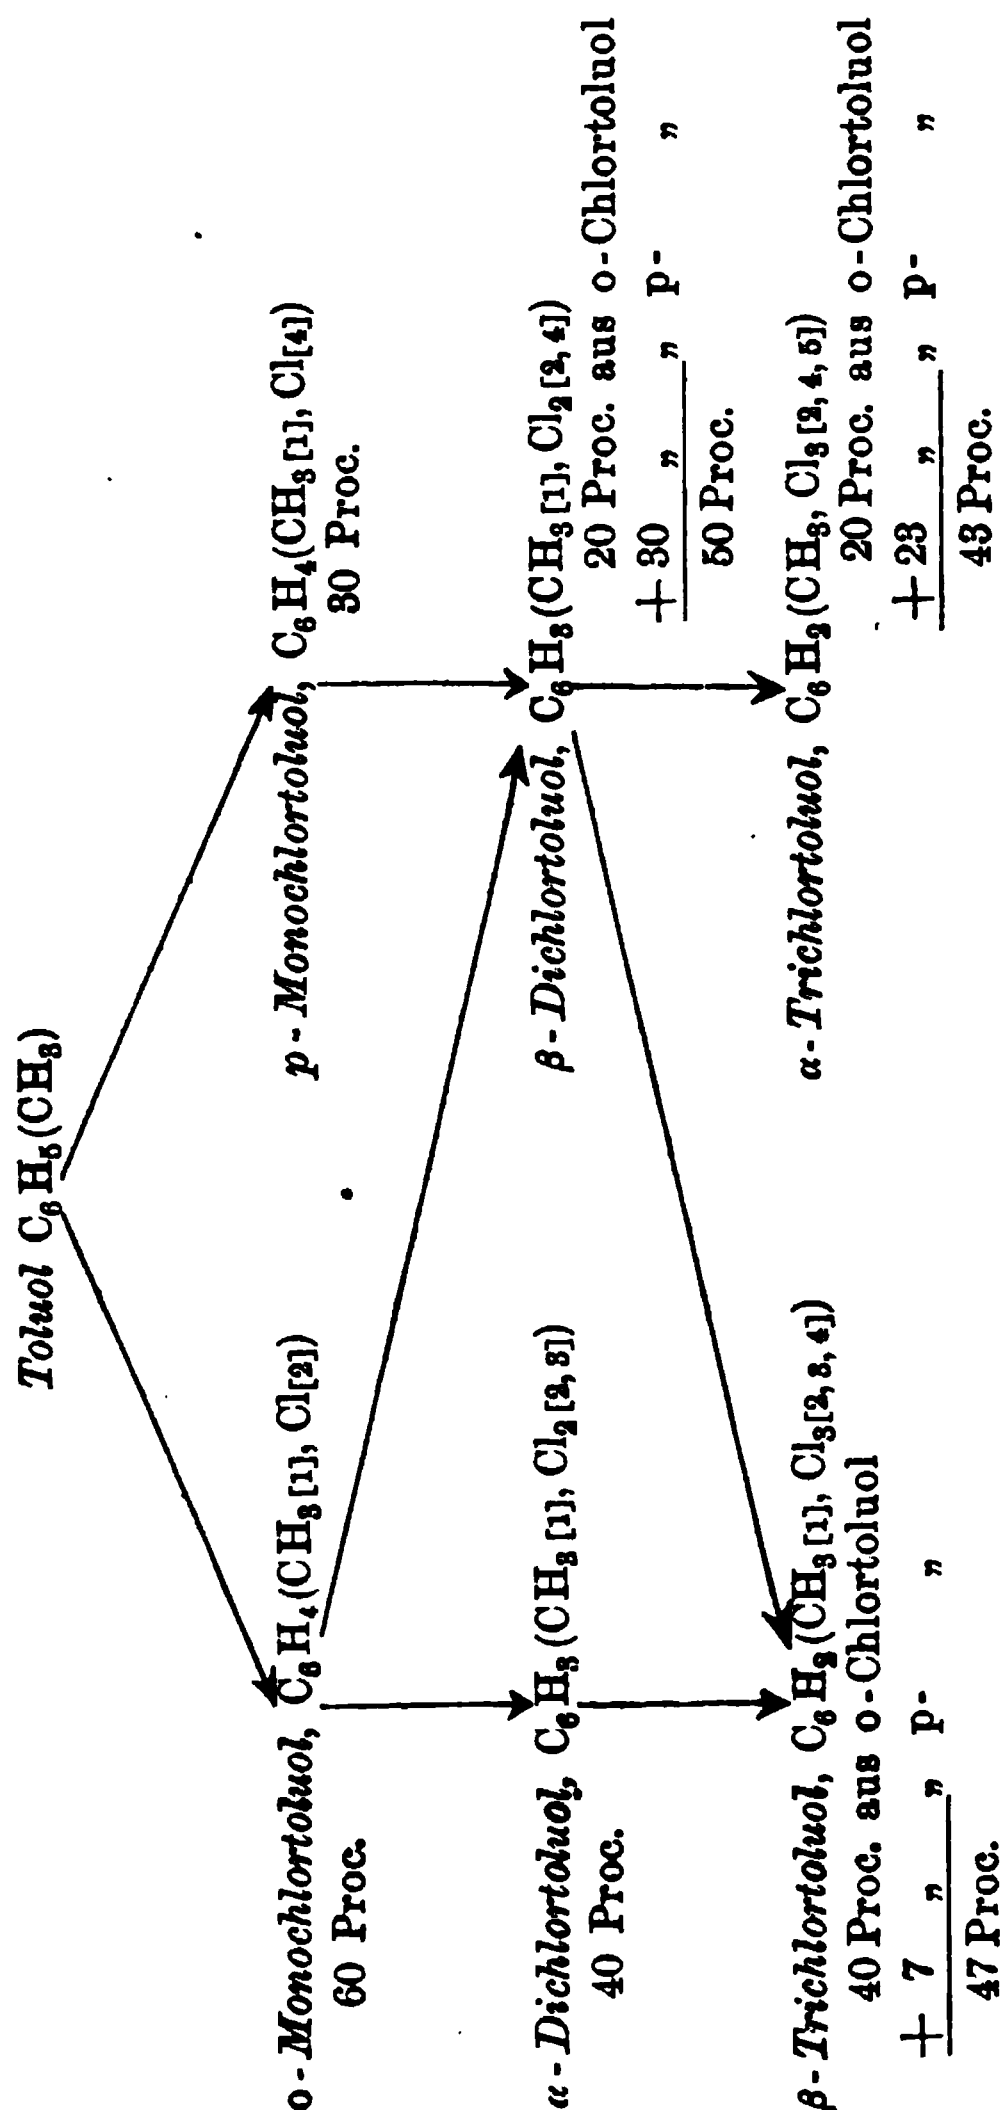 Toluol C₆H₅(CH₃)
o-Monochlortoluol, C₆H₄(CH₃[1], Cl[2])
60 Proc.
p-Monochlortoluol, C₆H₄(CH₃[1], Cl[4])
30 Proc.
α-Dichlortoluol, C₆H₃(CH₃[1], Cl₂[2,3])
40 Proc.
β-Dichlortoluol, C₆H₃(CH₃[1], Cl₂[2,4])
20 Proc. aus o-Chlortoluol
+ 30 „ „ p- „
50 Proc.
β-Trichlortoluol, C₆H₂(CH₃[1], Cl₃[2,3,4])
40 Proc. aus o-Chlortoluol
+ 7 „ „ p- „
47 Proc.
α-Trichlortoluol, C₆H₂(CH₃, Cl₃[2,4,5])
20 Proc. aus o-Chlortoluol
+ 23 „ „ p- „
43 Proc.